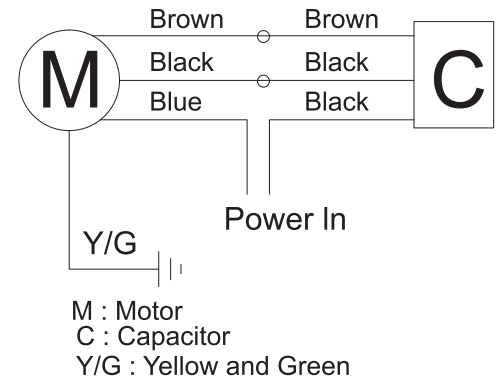 Brown Brown
M Black Black C
Blue Black
Power In
Y/G
M : Motor
C : Capacitor
Y/G : Yellow and Green